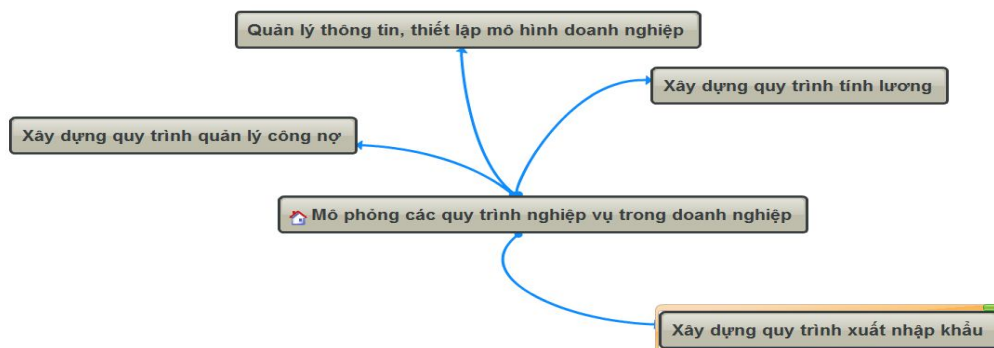 Quản lý thông tin, thiết lập mô hình doanh nghiệp
Xây dựng quy trình tính lương
Xây dựng quy trình quản lý công nợ
Mô phỏng các quy trình nghiệp vụ trong doanh nghiệp
Xây dựng quy trình xuất nhập khẩu